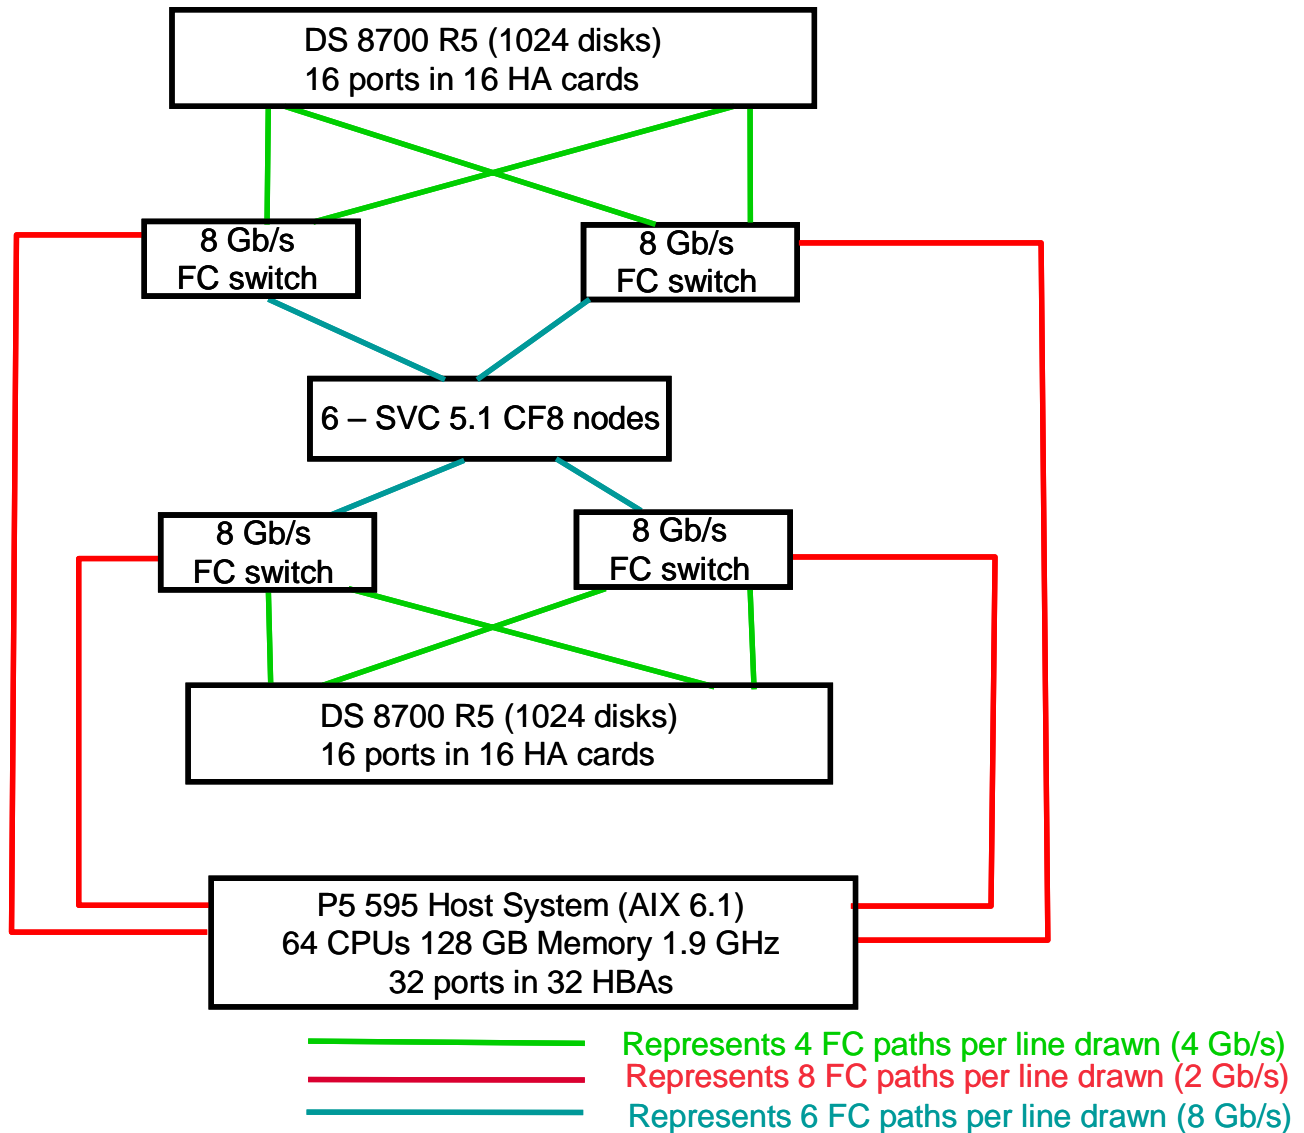 DS 8700 R5 (1024 disks)
16 ports in 16 HA cards
8 Gb/s
FC switch
8 Gb/s
FC switch
6 – SVC 5.1 CF8 nodes
8 Gb/s
FC switch
8 Gb/s
FC switch
DS 8700 R5 (1024 disks)
16 ports in 16 HA cards
P5 595 Host System (AIX 6.1)
64 CPUs 128 GB Memory 1.9 GHz
32 ports in 32 HBAs
Represents 4 FC paths per line drawn (4 Gb/s)
Represents 8 FC paths per line drawn (2 Gb/s)
Represents 6 FC paths per line drawn (8 Gb/s)